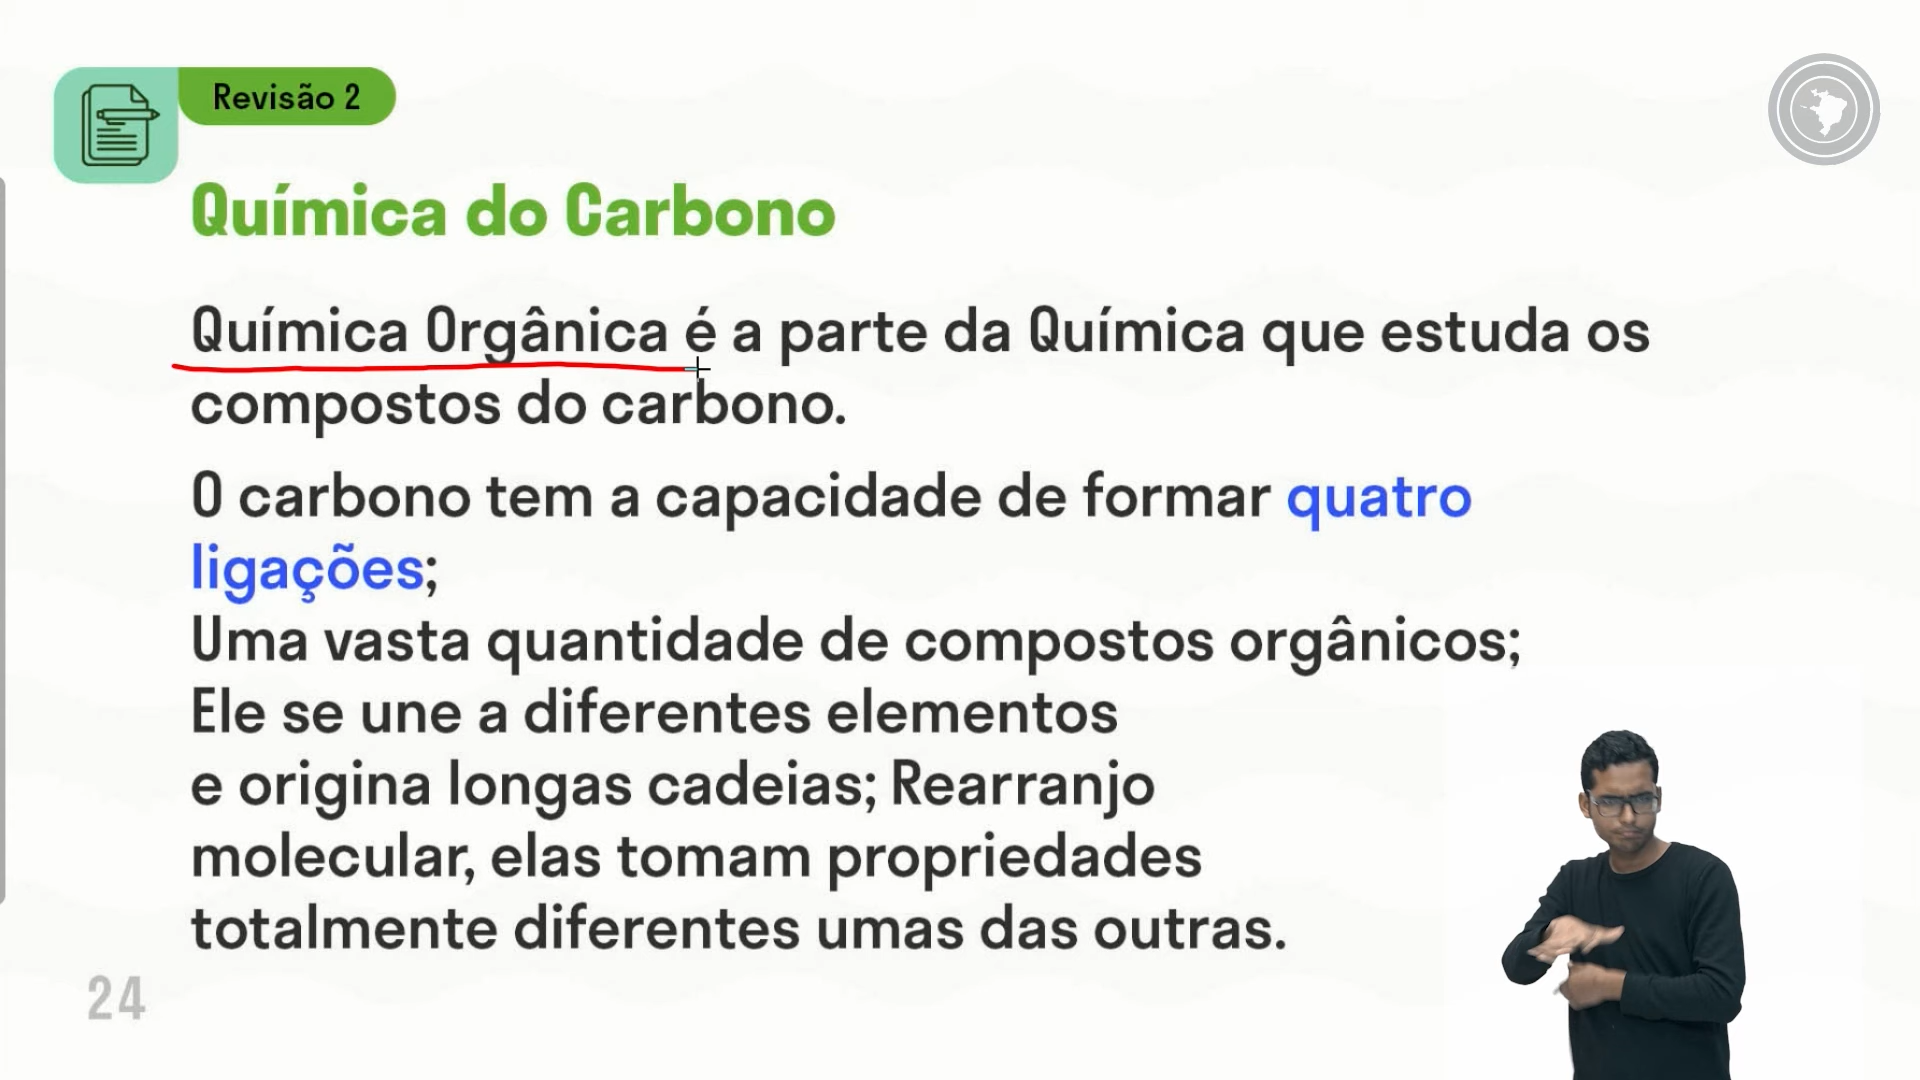 Revisão 2
Química do Carbono
Química Orgânica é a parte da Química que estuda os
compostos do carbono.
O carbono tem a capacidade de formar quatro
ligações;
Uma vasta quantidade de compostos orgânicos;
Ele se une a diferentes elementos
e origina longas cadeias; Rearranjo
molecular, elas tomam propriedades
totalmente diferentes umas das outras.
24